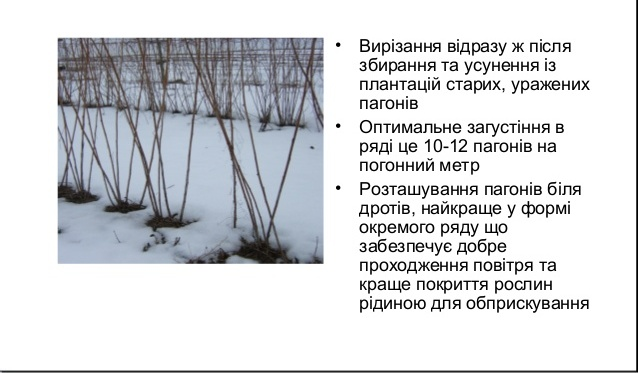 • Вирізання відразу ж після
збирання та усунення із
плантацій старих, уражених
пагонів
• Оптимальне загустіння в
ряді це 10-12 пагонів на
погонний метр
• Розташування пагонів біля
дротів, найкраще у формі
окремого ряду що
забезпечує добре
проходження повітря та
краще покриття рослин
рідиною для обприскування